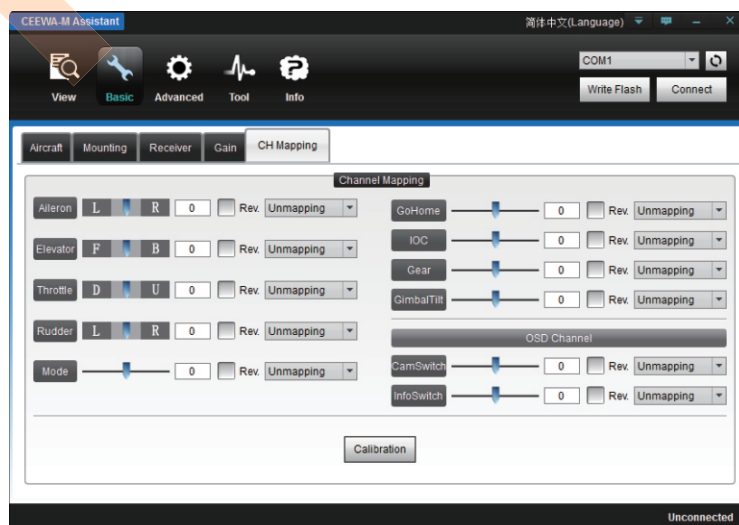 CEEWA-M Assistant 简体中文(Language)
COM1
View Basic Advanced Tool Info
Write Flash Connect
Aircraft Mounting Receiver Gain CH Mapping
Channel Mapping
Aileron L R 0 Rev. Unmapping
Elevator F B 0 Rev. Unmapping
Throttle D U 0 Rev. Unmapping
Rudder L R 0 Rev. Unmapping
Mode 0 Rev. Unmapping
GoHome 0 Rev. Unmapping
IOC 0 Rev. Unmapping
Gear 0 Rev. Unmapping
GimbalTilt 0 Rev. Unmapping
OSD Channel
CamSwitch 0 Rev. Unmapping
InfoSwitch 0 Rev. Unmapping
Calibration
Unconnected